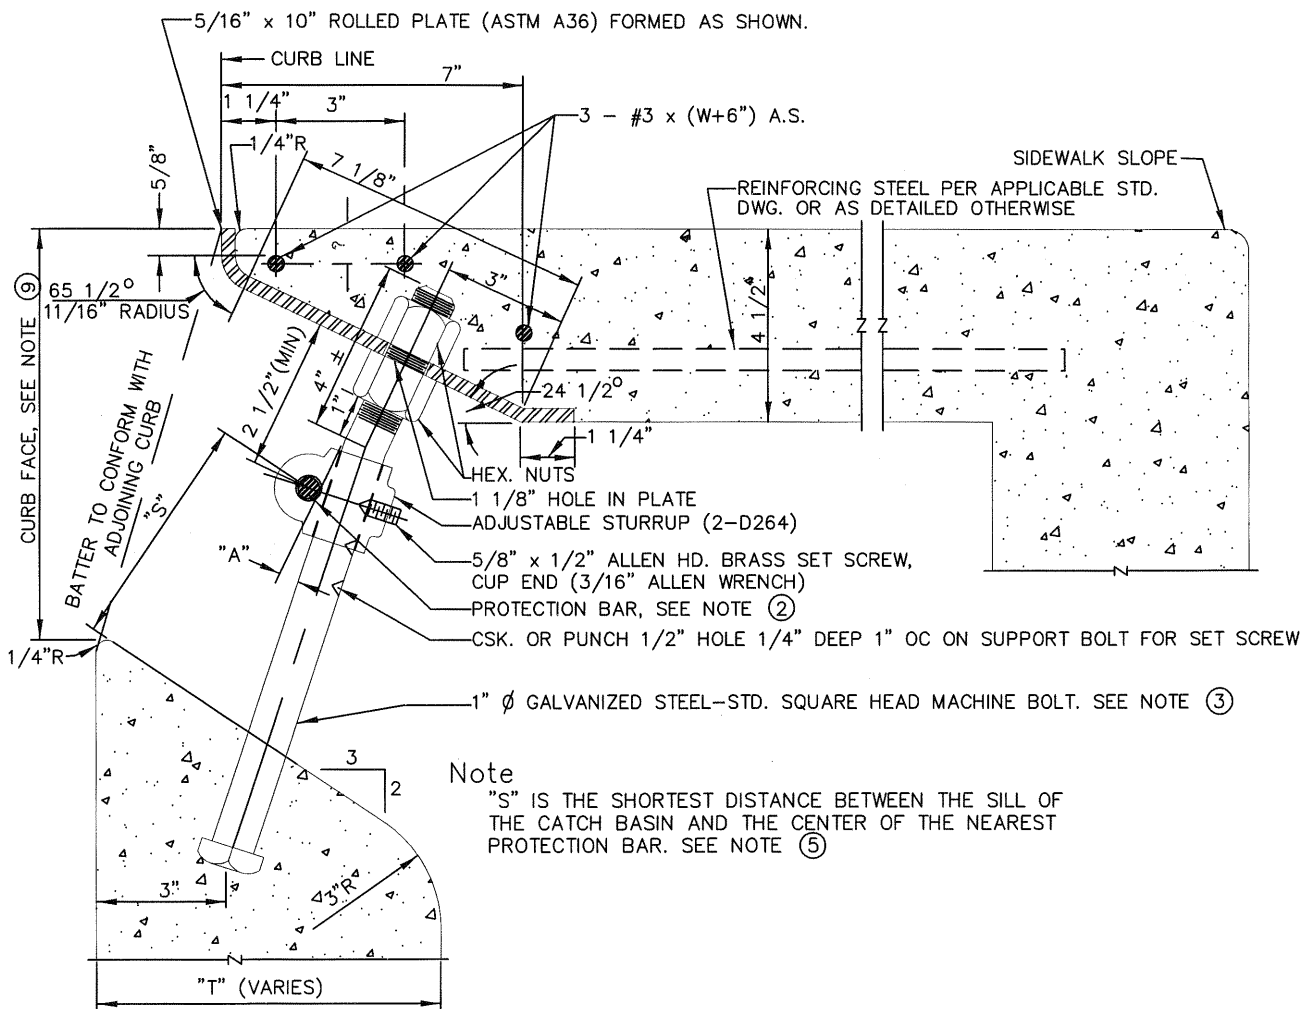 5/16" x 10" ROLLED PLATE (ASTM A36) FORMED AS SHOWN.
CURB LINE
7"
1 1/4"
3"
3 - #3 x (W+6") A.S.
1/4"R
5/8"
7 1/8"
SIDEWALK SLOPE
REINFORCING STEEL PER APPLICABLE STD.
DWG. OR AS DETAILED OTHERWISE
?
3"
4 1/2"
65 1/2°
11/16" RADIUS
CURB FACE, SEE NOTE 9
BATTER TO CONFORM WITH
ADJOINING CURB
2 1/2" (MIN)
4" ±
1"
Z Z
24 1/2°
1 1/4"
"S"
HEX. NUTS
1 1/8" HOLE IN PLATE
ADJUSTABLE STURRUP (2-D264)
"A"
5/8" x 1/2" ALLEN HD. BRASS SET SCREW,
CUP END (3/16" ALLEN WRENCH)
PROTECTION BAR, SEE NOTE 2
CSK. OR PUNCH 1/2" HOLE 1/4" DEEP 1" OC ON SUPPORT BOLT FOR SET SCREW
1/4"R
1" Ø GALVANIZED STEEL-STD. SQUARE HEAD MACHINE BOLT. SEE NOTE 3
3
2
Note
"S" IS THE SHORTEST DISTANCE BETWEEN THE SILL OF
THE CATCH BASIN AND THE CENTER OF THE NEAREST
PROTECTION BAR. SEE NOTE 5
3"
3"R
"T" (VARIES)